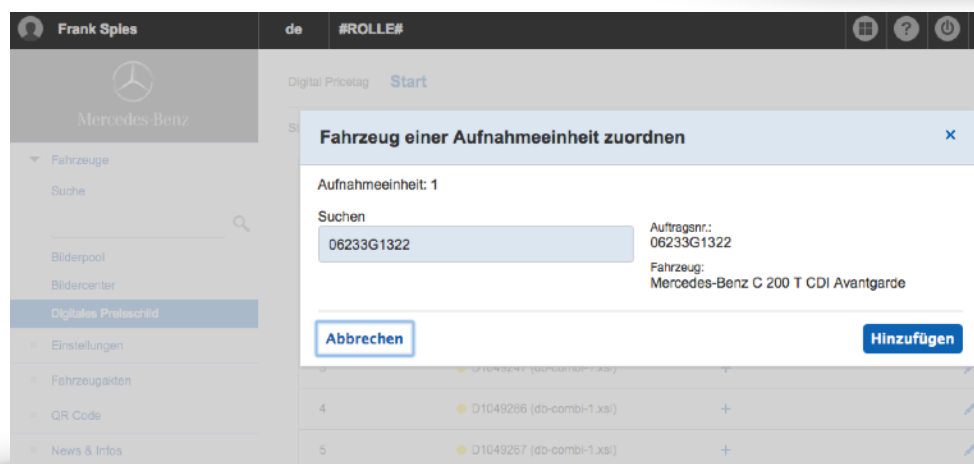 Frank Spies de #ROLLE#
Mercedes-Benz
Digital Pricetag Start
Fahrzeug einer Aufnahmeeinheit zuordnen ×
Aufnahmeeinheit: 1
Suchen
06233G1322
Auftragsnr.:
06233G1322
Fahrzeug:
Mercedes-Benz C 200 T CDI Avantgarde
Abbrechen
Hinzufügen
Fahrzeuge
Suche
Bilderpool
Bildercenter
Digitales Preisschild
Einstellungen
Fahrzeugakten
QR Code
News & Infos
4 D1049286 (db-combi-1.xsl) +
5 D1049267 (db-combi-1.xsl) +